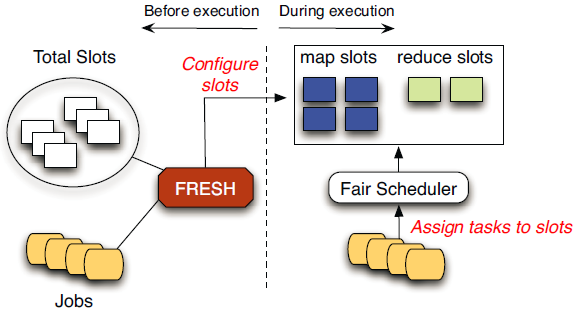 Before execution
During execution
Total Slots
Configure
slots
map slots
reduce slots
FRESH
Fair Scheduler
Assign tasks to slots
Jobs